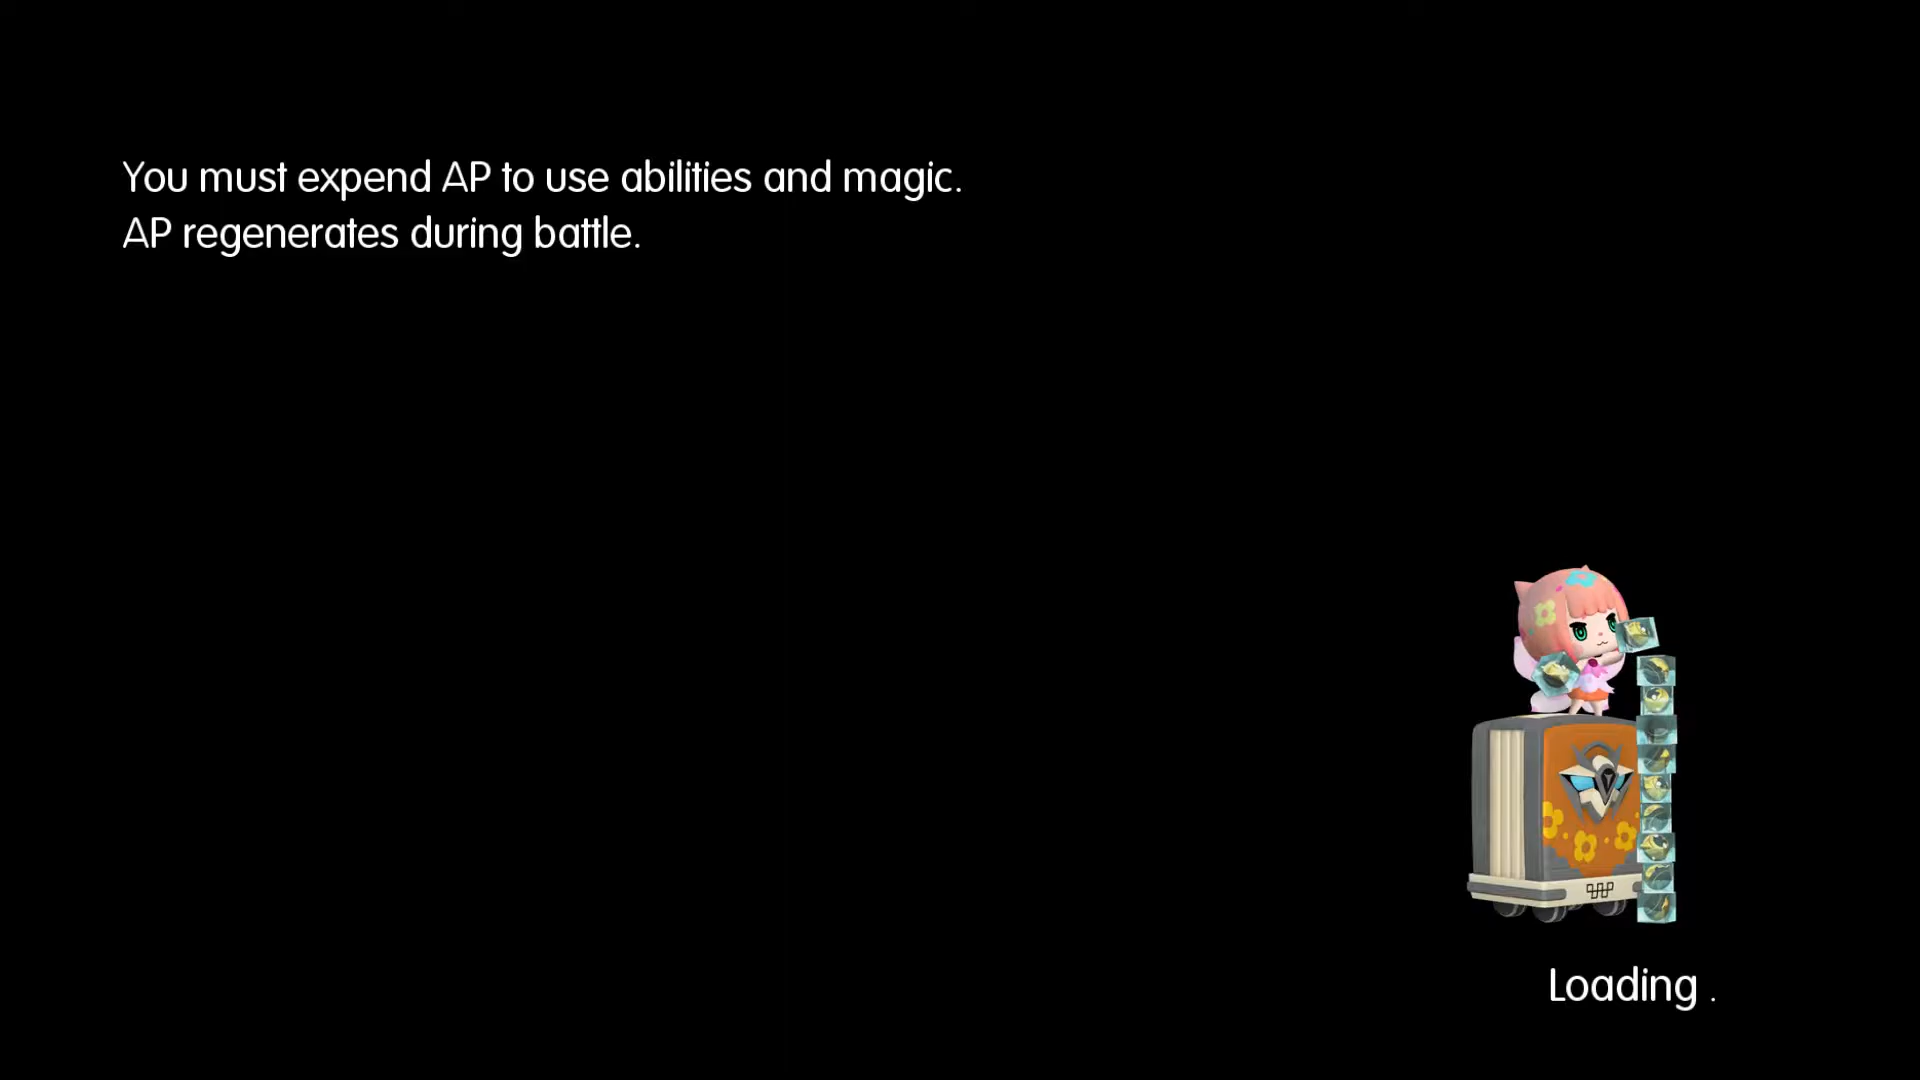 You must expend AP to use abilities and magic.
AP regenerates during battle.
Loading .